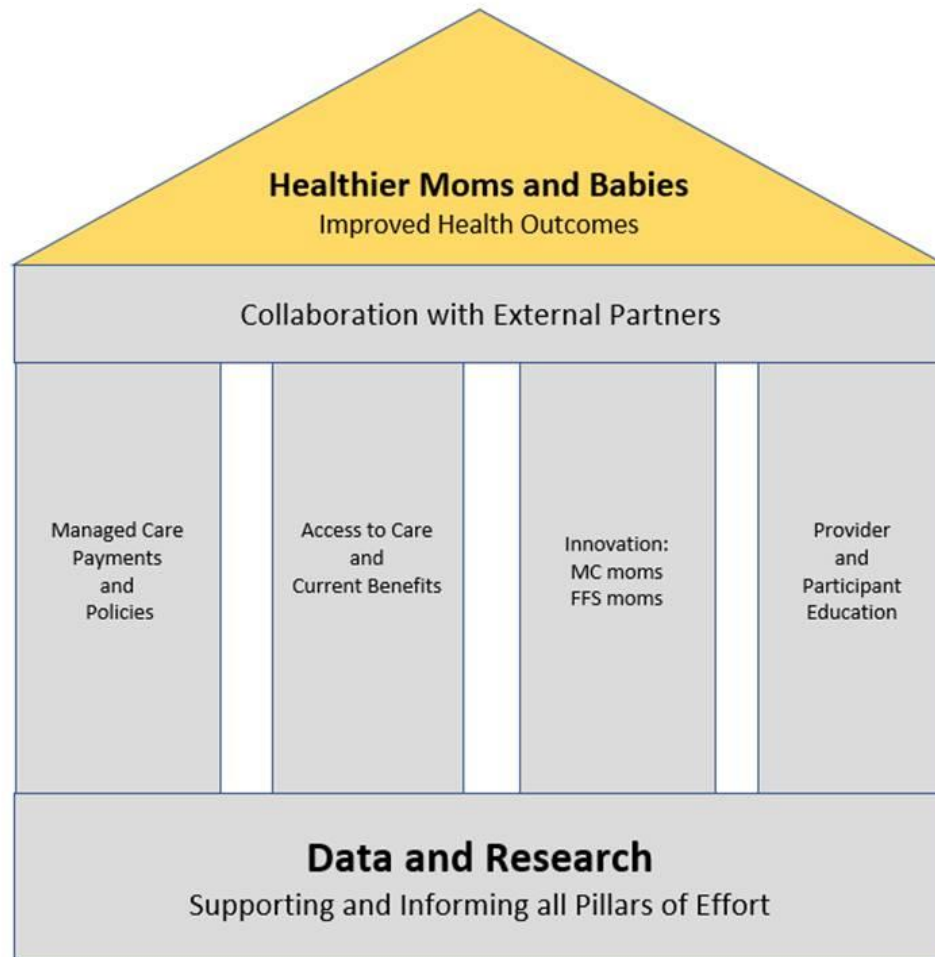 Healthier Moms and Babies
Improved Health Outcomes
Collaboration with External Partners
Managed Care
Payments
and
Policies
Access to Care
and
Current Benefits
Innovation:
MC moms
FFS moms
Provider
and
Participant
Education
Data and Research
Supporting and Informing all Pillars of Effort